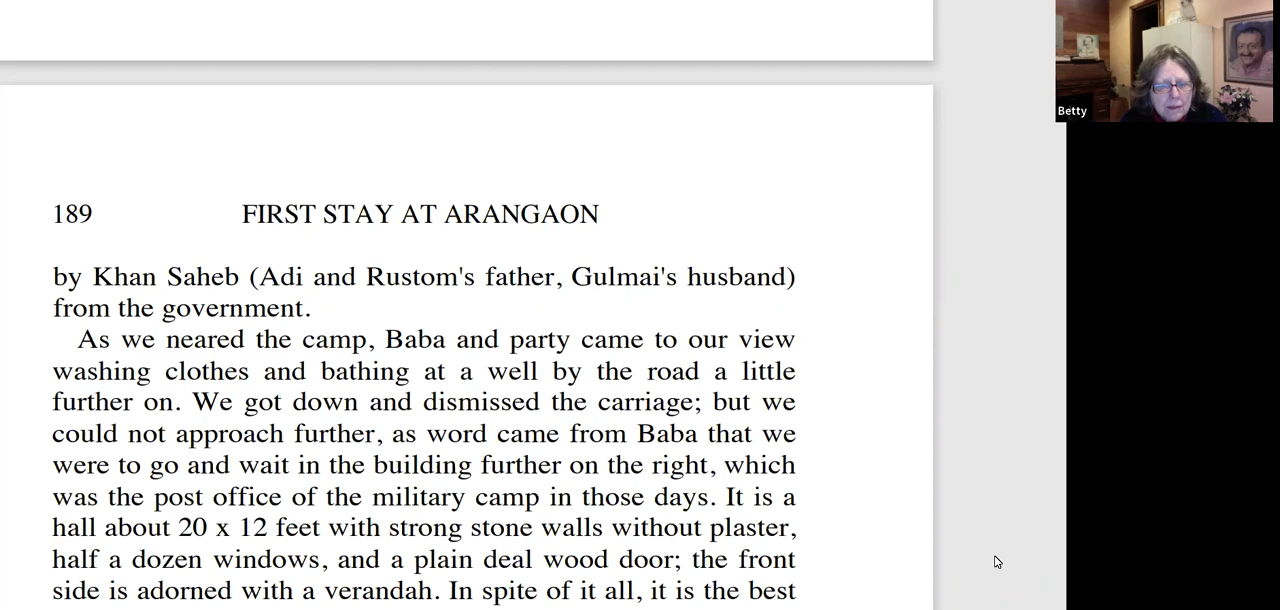 189 FIRST STAY AT ARANGAON
by Khan Saheb (Adi and Rustom's father, Gulmai's husband)
from the government.
As we neared the camp, Baba and party came to our view
washing clothes and bathing at a well by the road a little
further on. We got down and dismissed the carriage; but we
could not approach further, as word came from Baba that we
were to go and wait in the building further on the right, which
was the post office of the military camp in those days. It is a
hall about 20 x 12 feet with strong stone walls without plaster,
half a dozen windows, and a plain deal wood door; the front
side is adorned with a verandah. In spite of it all, it is the best
Betty